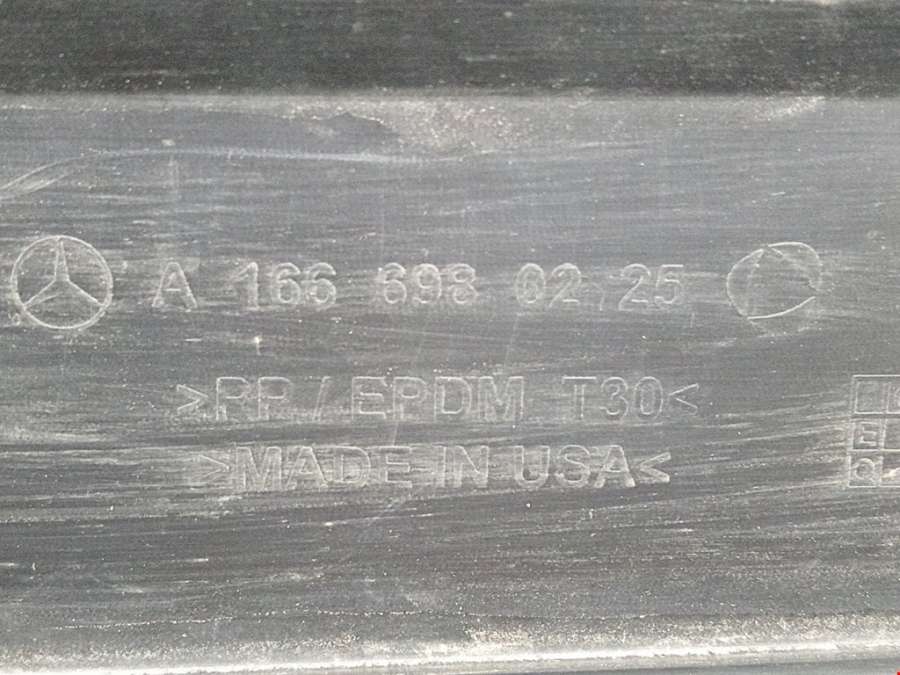 A 166 698 02 25
>PP / EPDM T30<
>MADE IN USA<
E